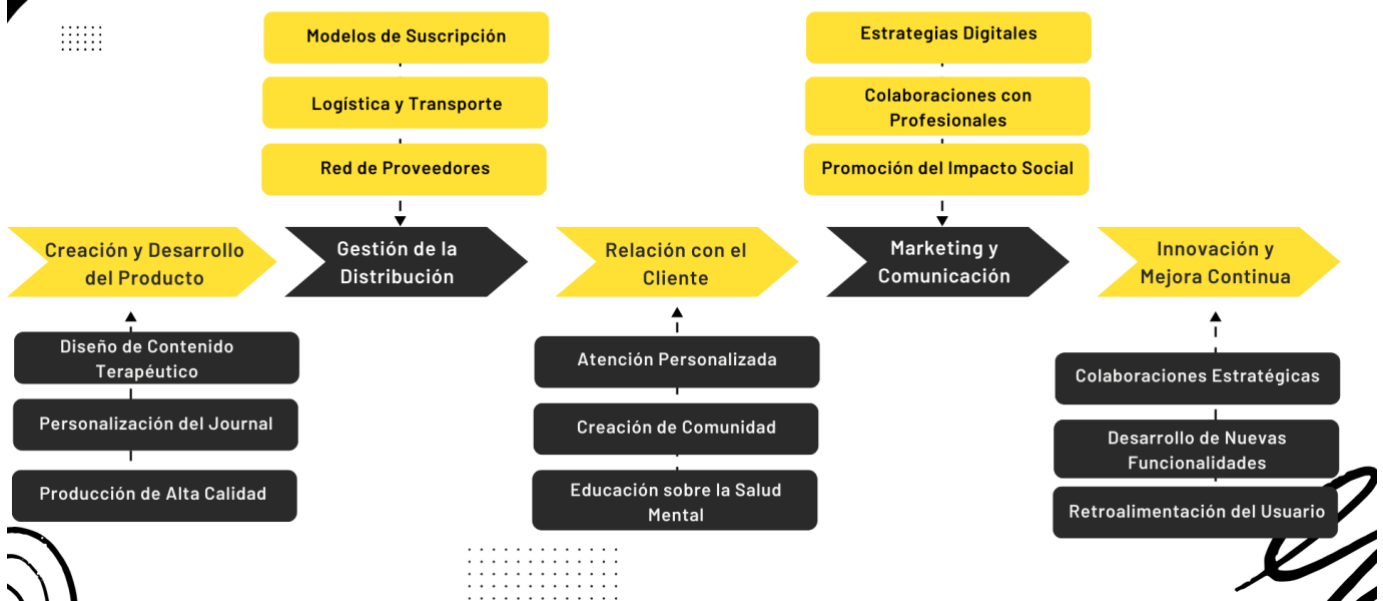 Modelos de Suscripción
Logística y Transporte
Red de Proveedores
Estrategias Digitales
Colaboraciones con
Profesionales
Promoción del Impacto Social
Creación y Desarrollo
del Producto
Gestión de la
Distribución
Relación con el
Cliente
Marketing y
Comunicación
Innovación y
Mejora Continua
Diseño de Contenido
Terapéutico
Personalización del Journal
Producción de Alta Calidad
Atención Personalizada
Creación de Comunidad
Educación sobre la Salud
Mental
Colaboraciones Estratégicas
Desarrollo de Nuevas
Funcionalidades
Retroalimentación del Usuario